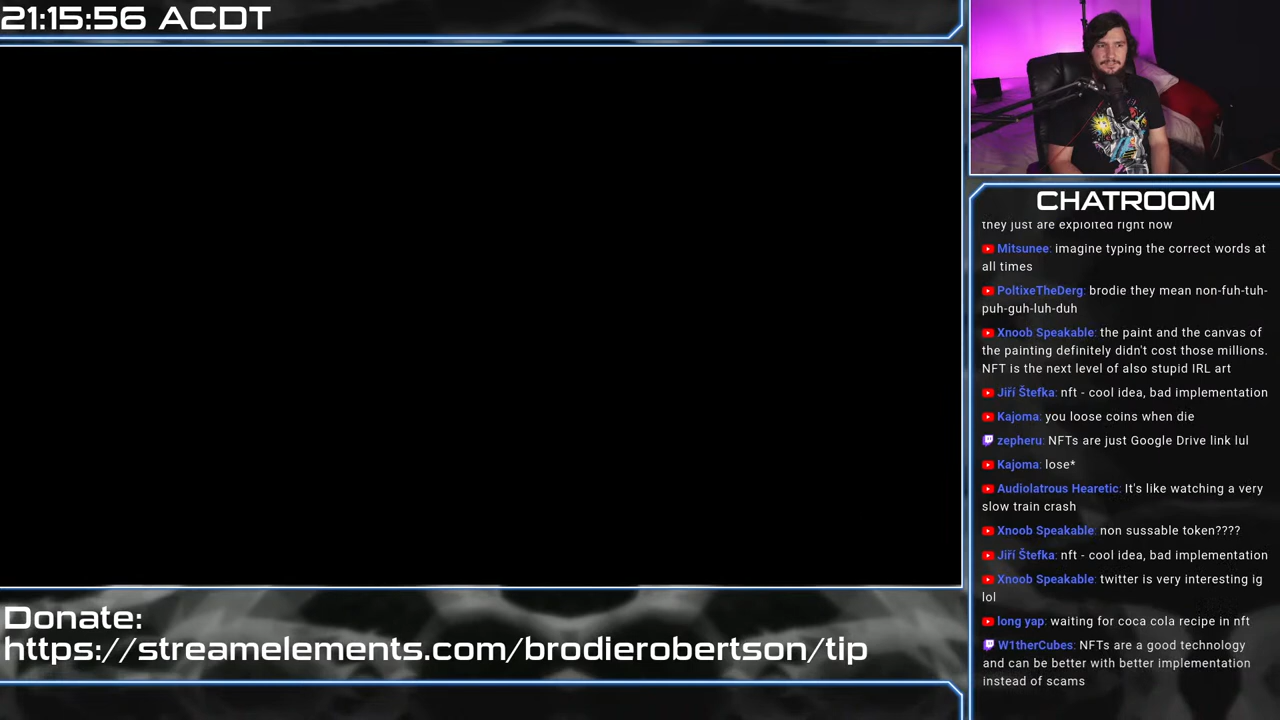 21:15:56 ACDT
CHATROOM
they just are exploited right now
Mitsunee: imagine typing the correct words at
all times
PoltixeTheDerg: brodie they mean non-fuh-tuh-
puh-guh-luh-duh
Xnoob Speakable: the paint and the canvas of
the painting definitely didn't cost those millions.
NFT is the next level of also stupid IRL art
Jiří Štefka: nft - cool idea, bad implementation
Kajoma: you loose coins when die
zepheru: NFTs are just Google Drive link lul
Kajoma: lose*
Audiolatrous Hearetic: It's like watching a very
slow train crash
Xnoob Speakable: non sussable token????
Jiří Štefka: nft - cool idea, bad implementation
Xnoob Speakable: twitter is very interesting ig
lol
long yap: waiting for coca cola recipe in nft
W1therCubes: NFTs are a good technology
and can be better with better implementation
instead of scams
Donate:
https://streamelements.com/brodierobertson/tip